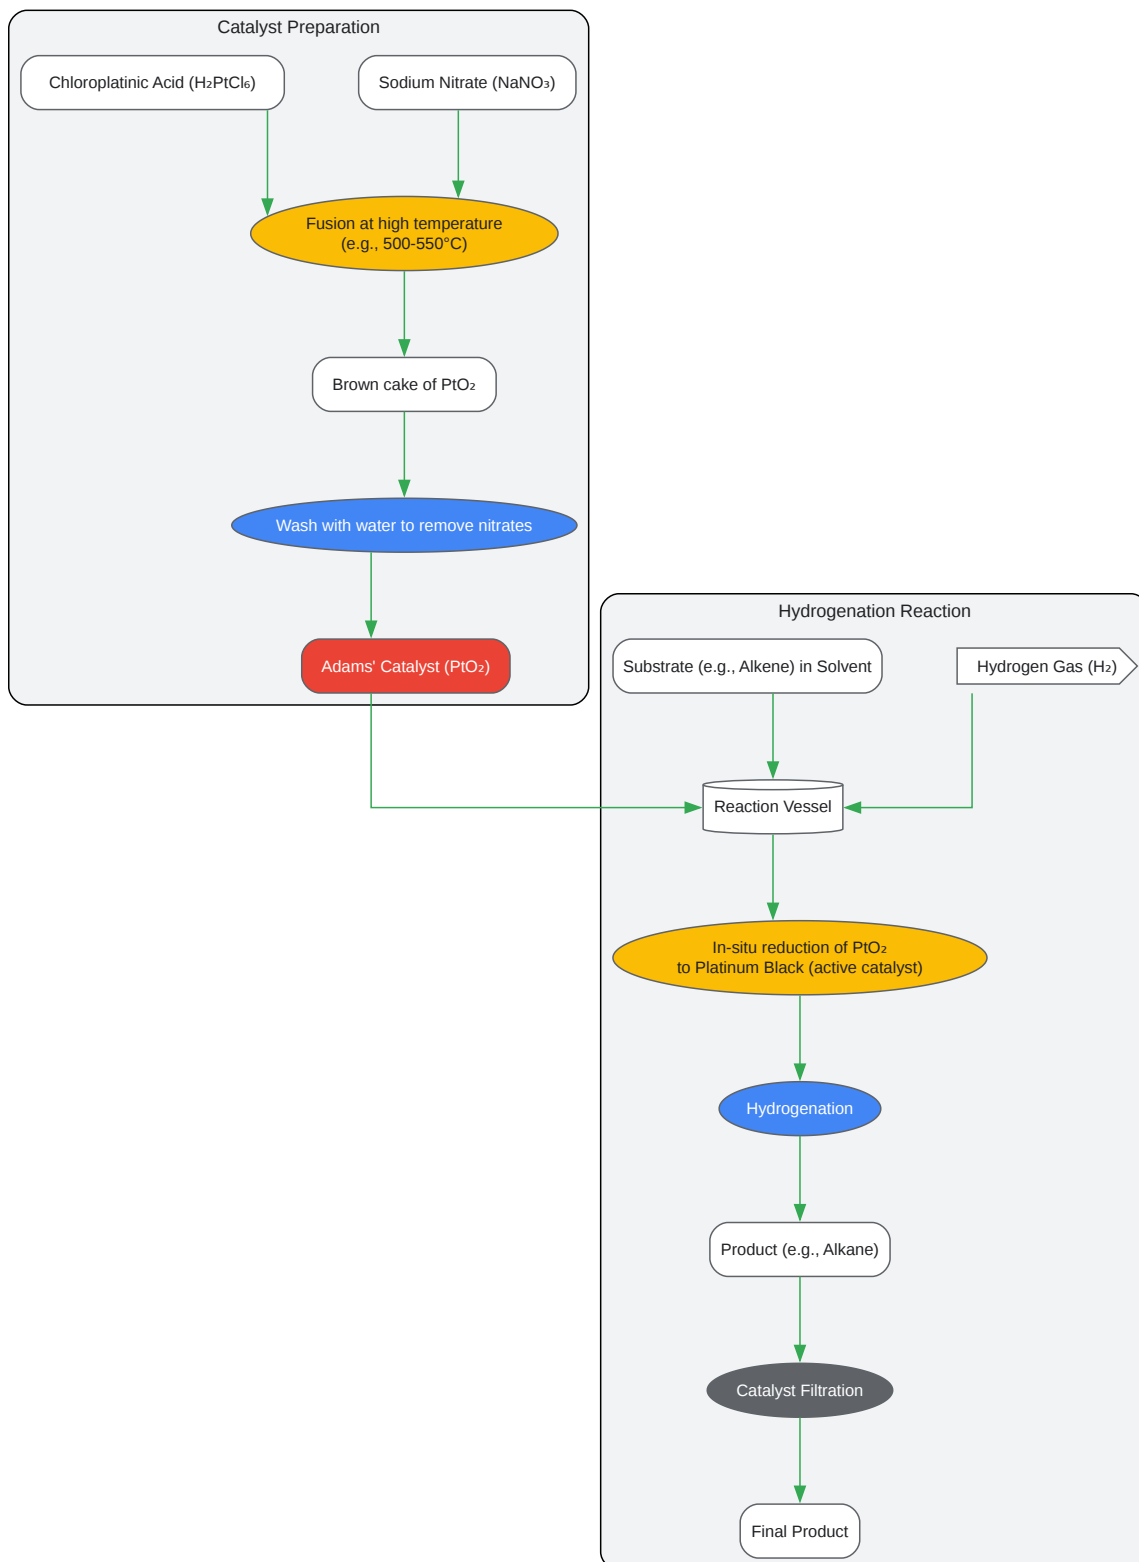 Catalyst Preparation
Chloroplatinic Acid (H₂PtCl₆)
Sodium Nitrate (NaNO₃)
Fusion at high temperature
(e.g., 500-550°C)
Brown cake of PtO₂
Wash with water to remove nitrates
Adams' Catalyst (PtO₂)
Hydrogenation Reaction
Substrate (e.g., Alkene) in Solvent
Hydrogen Gas (H₂)
Reaction Vessel
In-situ reduction of PtO₂
to Platinum Black (active catalyst)
Hydrogenation
Product (e.g., Alkane)
Catalyst Filtration
Final Product